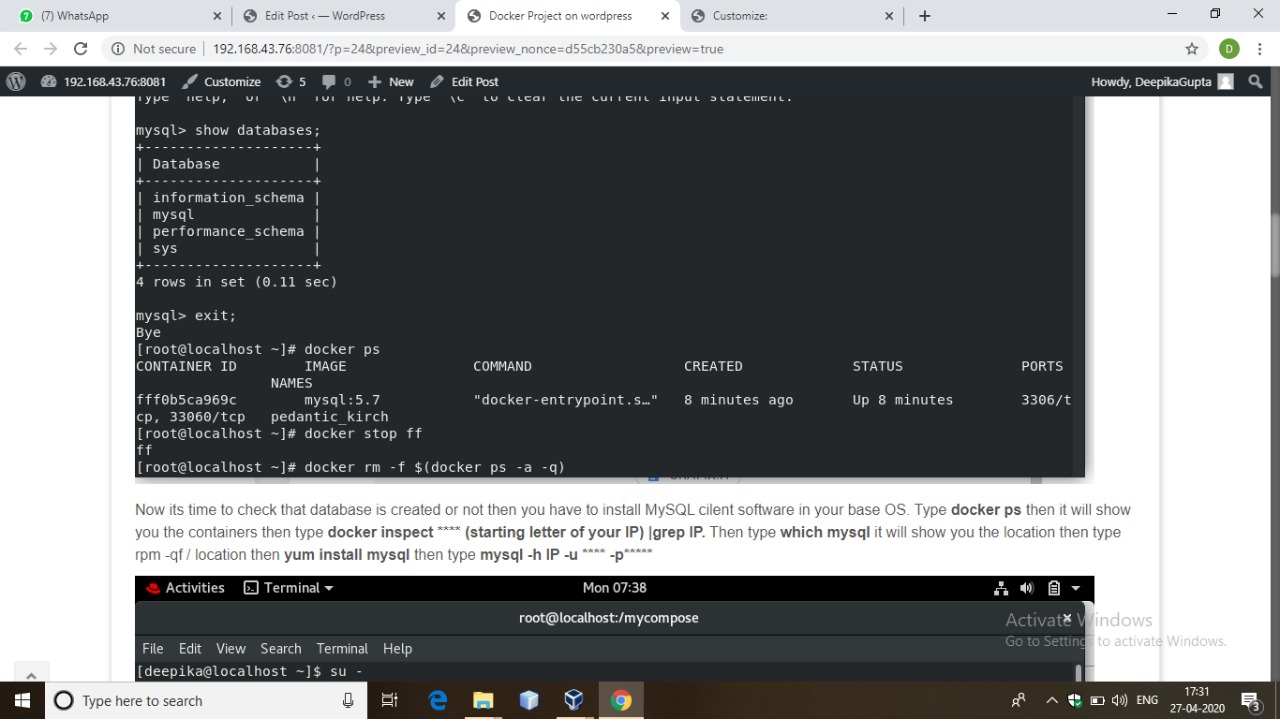 (7) WhatsApp
Edit Post ‹ — WordPress
Docker Project on wordpress
Customize:
Not secure
192.168.43.76:8081/?p=24&preview_id=24&preview_nonce=d55cb230a5&preview=true
D
192.168.43.76:8081
Customize
5
0
New
Edit Post
Howdy, DeepikaGupta
Type 'help;' or '\h' for help. Type '\c' to clear the current input statement.
mysql> show databases;
+--------------------+
| Database           |
+--------------------+
| information_schema |
| mysql              |
| performance_schema |
| sys                |
+--------------------+
4 rows in set (0.11 sec)
mysql> exit;
Bye
[root@localhost ~]# docker ps
CONTAINER ID        IMAGE               COMMAND                  CREATED             STATUS              PORTS
                NAMES
fff0b5ca969c        mysql:5.7           "docker-entrypoint.s…"   8 minutes ago       Up 8 minutes        3306/t
cp, 33060/tcp   pedantic_kirch
[root@localhost ~]# docker stop ff
ff
[root@localhost ~]# docker rm -f $(docker ps -a -q)
Now its time to check that database is created or not then you have to install MySQL cilent software in your base OS. Type docker ps then it will show
you the containers then type docker inspect **** (starting letter of your IP) |grep IP. Then type which mysql it will show you the location then type
rpm -qf / location then yum install mysql then type mysql -h IP -u **** -p*****
Activities
Terminal
Mon 07:38
root@localhost:/mycompose
×
File Edit View Search Terminal Help
[deepika@localhost ~]$ su -
Activate Windows
Go to Settings to activate Windows.
Type here to search
ENG
17:31
27-04-2020
3